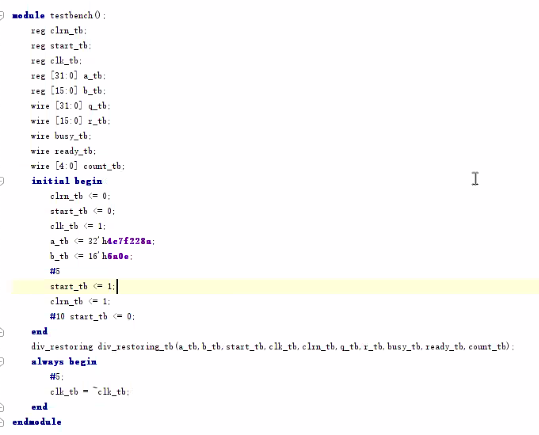 module testbench();
reg clrn_tb;
reg start_tb;
reg clk_tb;
reg [31:0] a_tb;
reg [15:0] b_tb;
wire [31:0] q_tb;
wire [15:0] r_tb;
wire busy_tb;
wire ready_tb;
wire [4:0] count_tb;
initial begin
clrn_tb <= 0;
start_tb <= 0;
clk_tb <= 1;
a_tb <= 32'h4c7f228a;
b_tb <= 16'h6a0e;
#5
start_tb <= 1;
clrn_tb <= 1;
#10 start_tb <= 0;
end
div_restoring div_restoring_tb(a_tb,b_tb,start_tb,clk_tb,clrn_tb,q_tb,r_tb,busy_tb,ready_tb,count_tb);
always begin
#5;
clk_tb = ~clk_tb;
end
endmodule